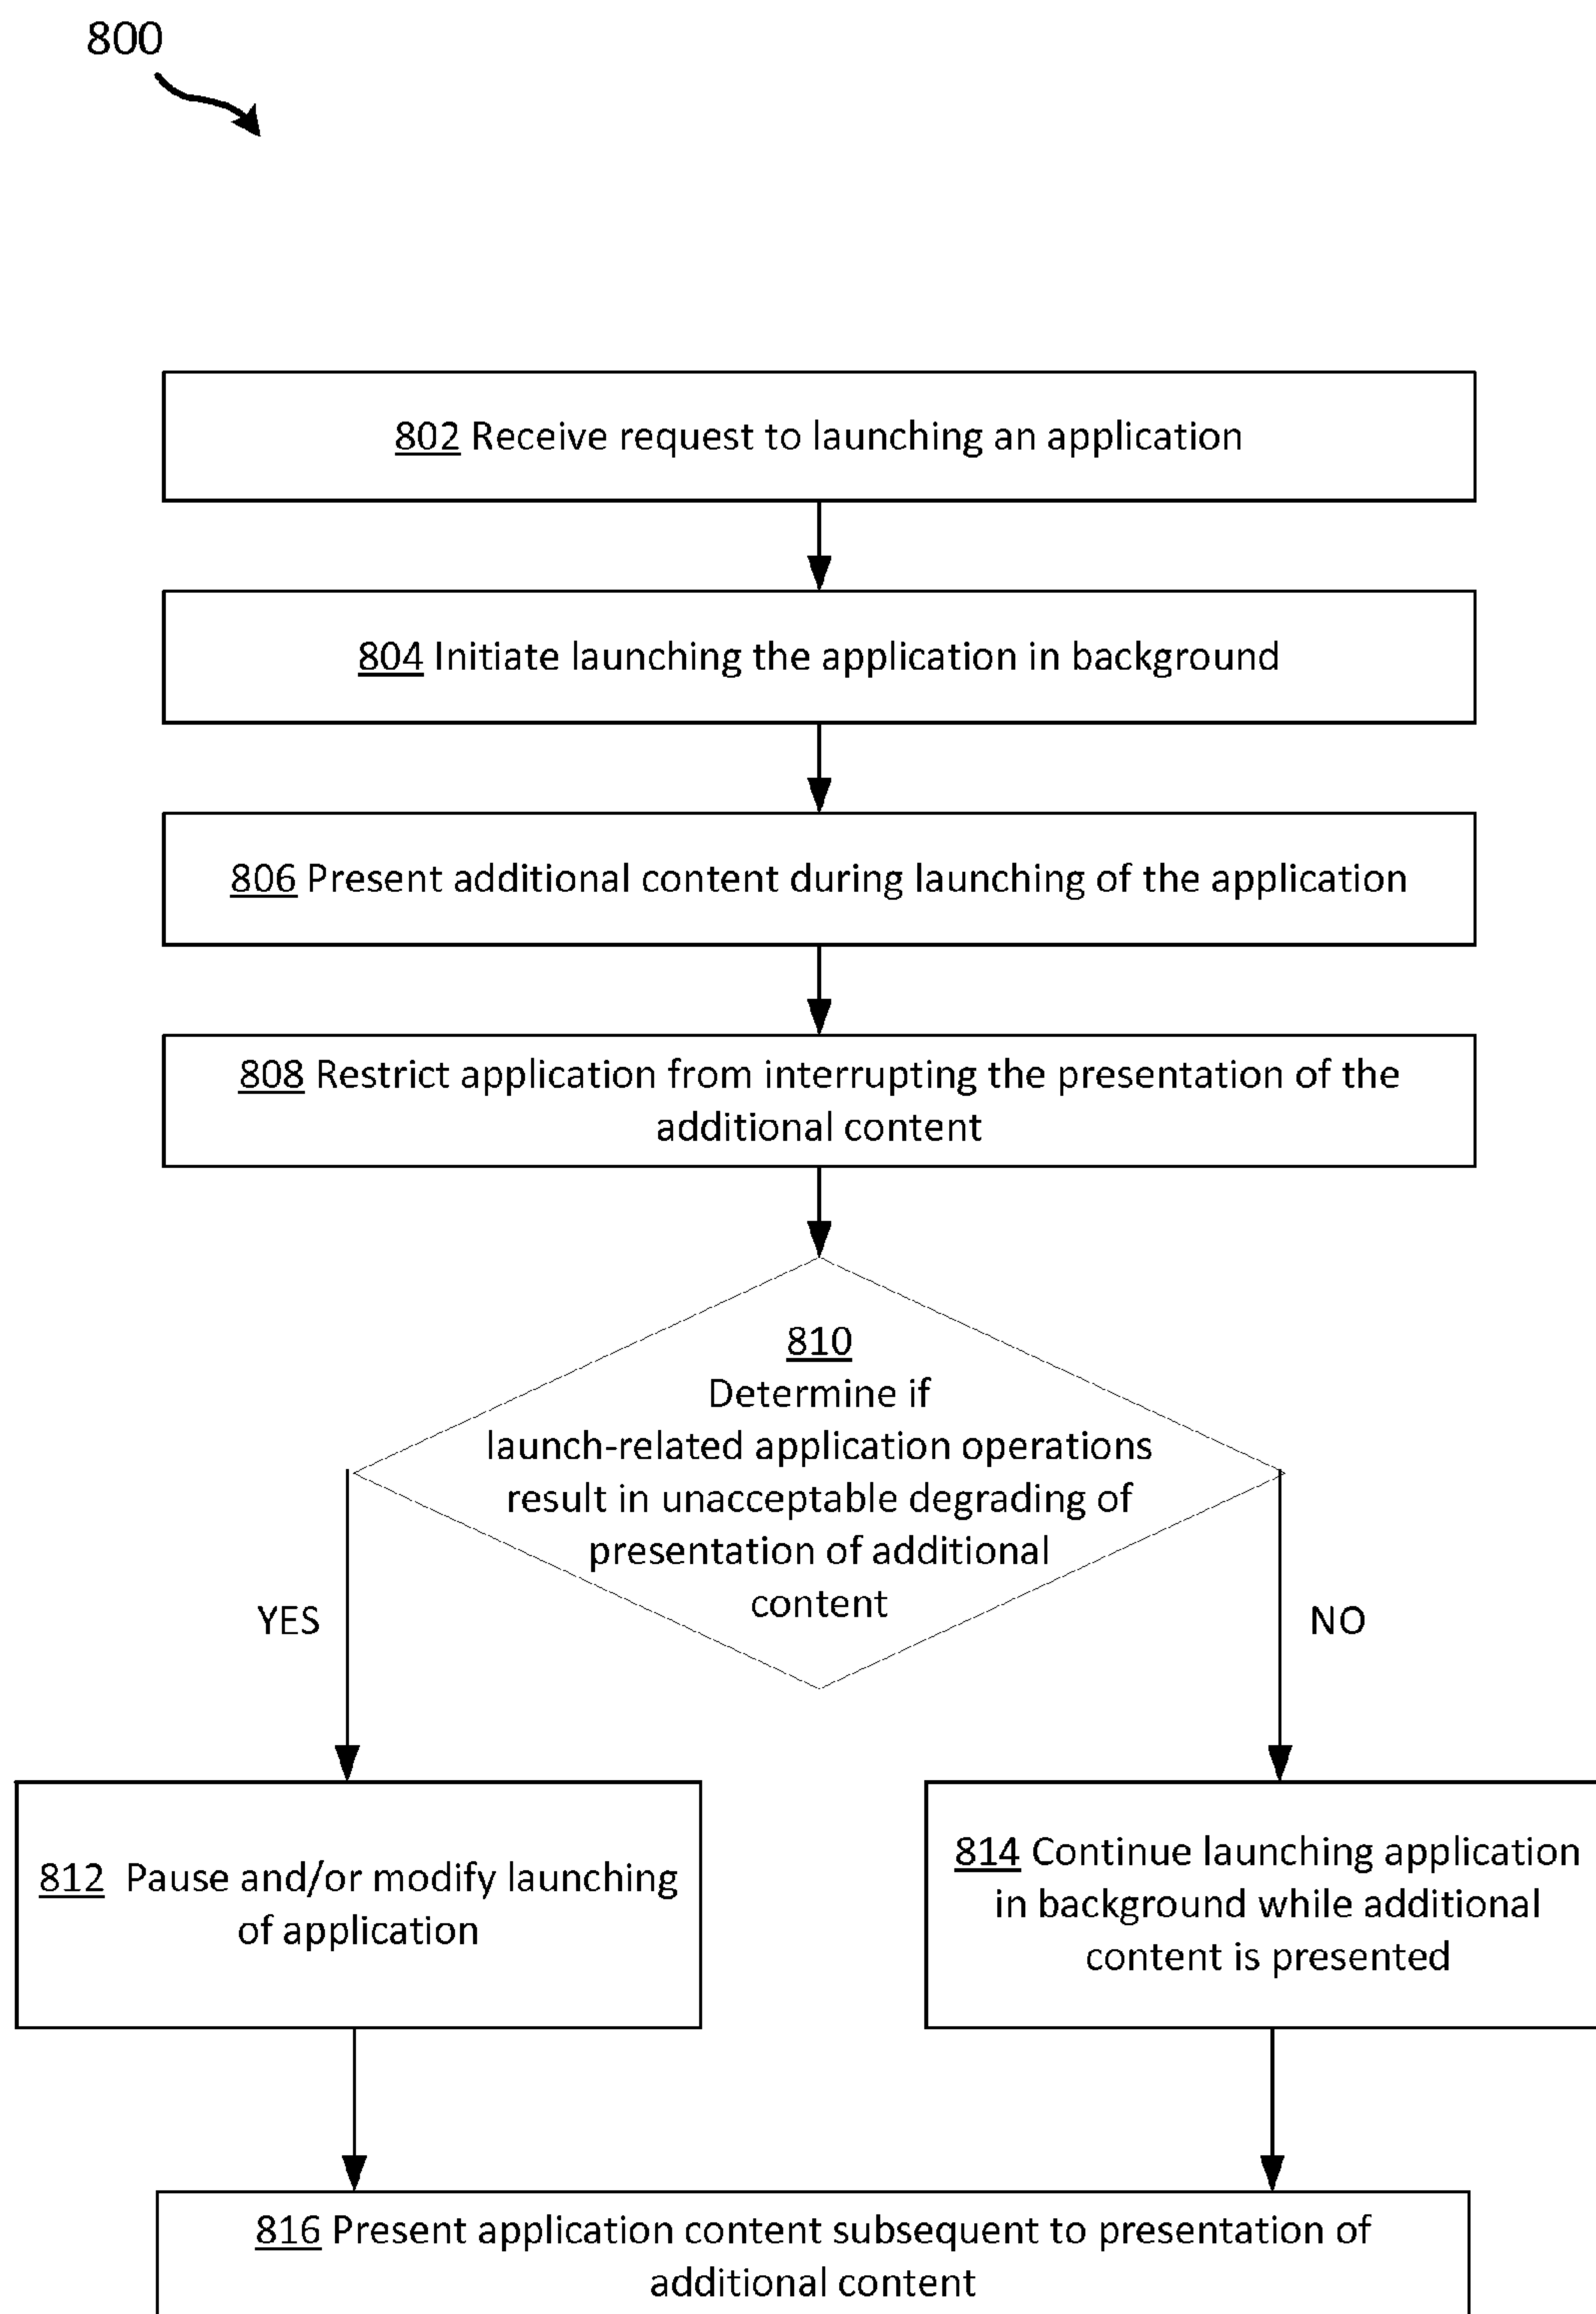 800
802 Receive request to launching an application
804 Initiate launching the application in background
806 Present additional content during launching of the application
808 Restrict application from interrupting the presentation of the
additional content
810
Determine if
launch-related application operations
result in unacceptable degrading of
presentation of additional
content
YES
NO
812 Pause and/or modify launching
of application
814 Continue launching application
in background while additional
content is presented
816 Present application content subsequent to presentation of
additional content